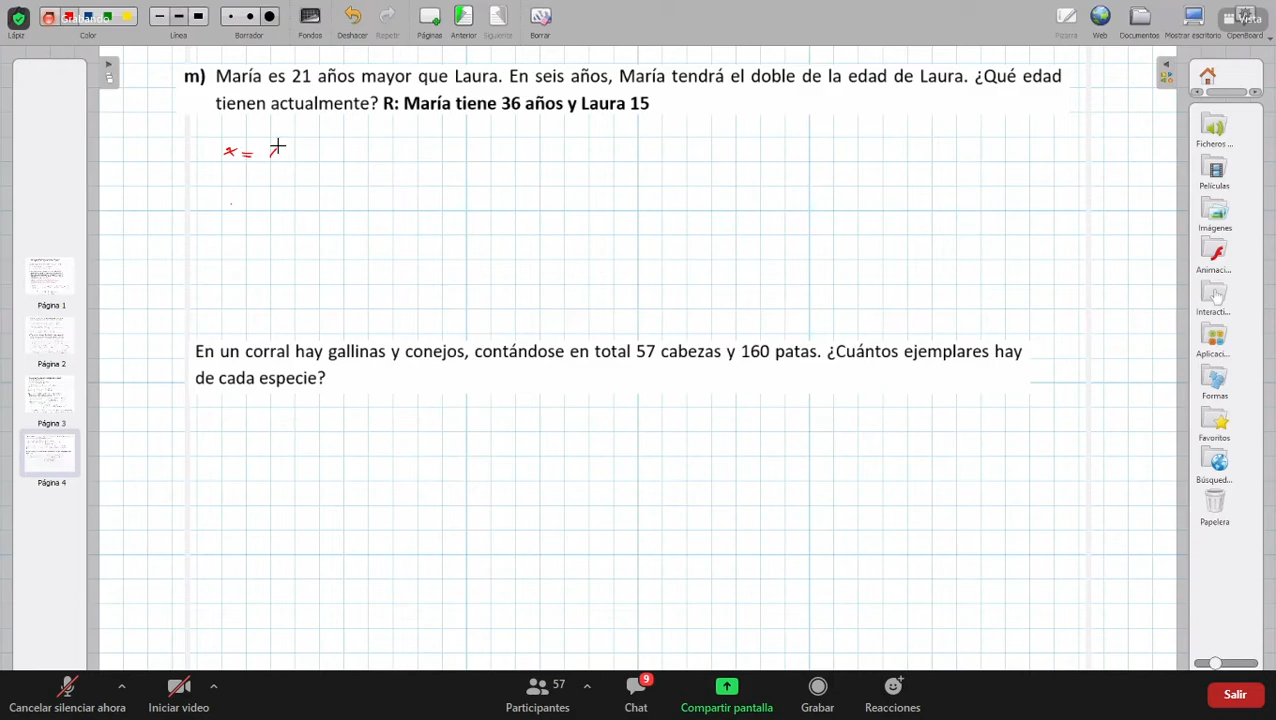 Grabando
Vista
Lápiz
Color
Línea
Borrador
Fondos
Deshacer
Repetir
Páginas
Anterior
Siguiente
Borrar
Pizarra
Web
Documentos
Mostrar escritorio
OpenBoard
m) María es 21 años mayor que Laura. En seis años, María tendrá el doble de la edad de Laura. ¿Qué edad
tienen actualmente? R: María tiene 36 años y Laura 15
x =
En un corral hay gallinas y conejos, contándose en total 57 cabezas y 160 patas. ¿Cuántos ejemplares hay
de cada especie?
Página 1
Página 2
Página 3
Página 4
Ficheros ...
Películas
Imágenes
Animaci...
Interacti...
Aplicaci...
Formas
Favoritos
Búsqued...
Papelera
Cancelar silenciar ahora
Iniciar video
57
Participantes
9
Chat
Compartir pantalla
Grabar
Reacciones
Salir